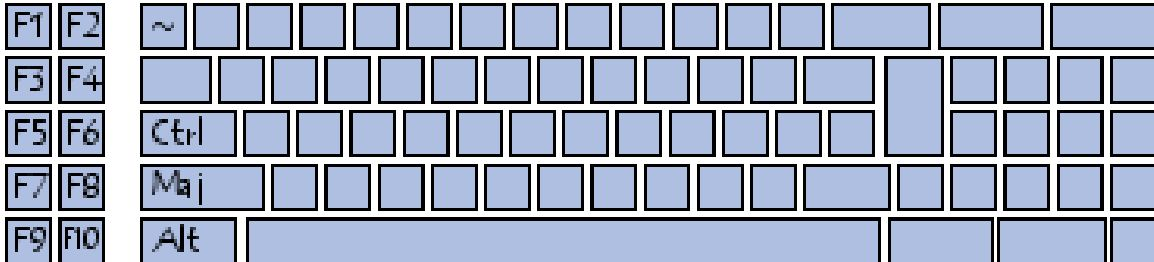 F1 F2 ~
F3 F4
F5 F6 Ctrl
F7 F8 Maj
F9 F10 Alt